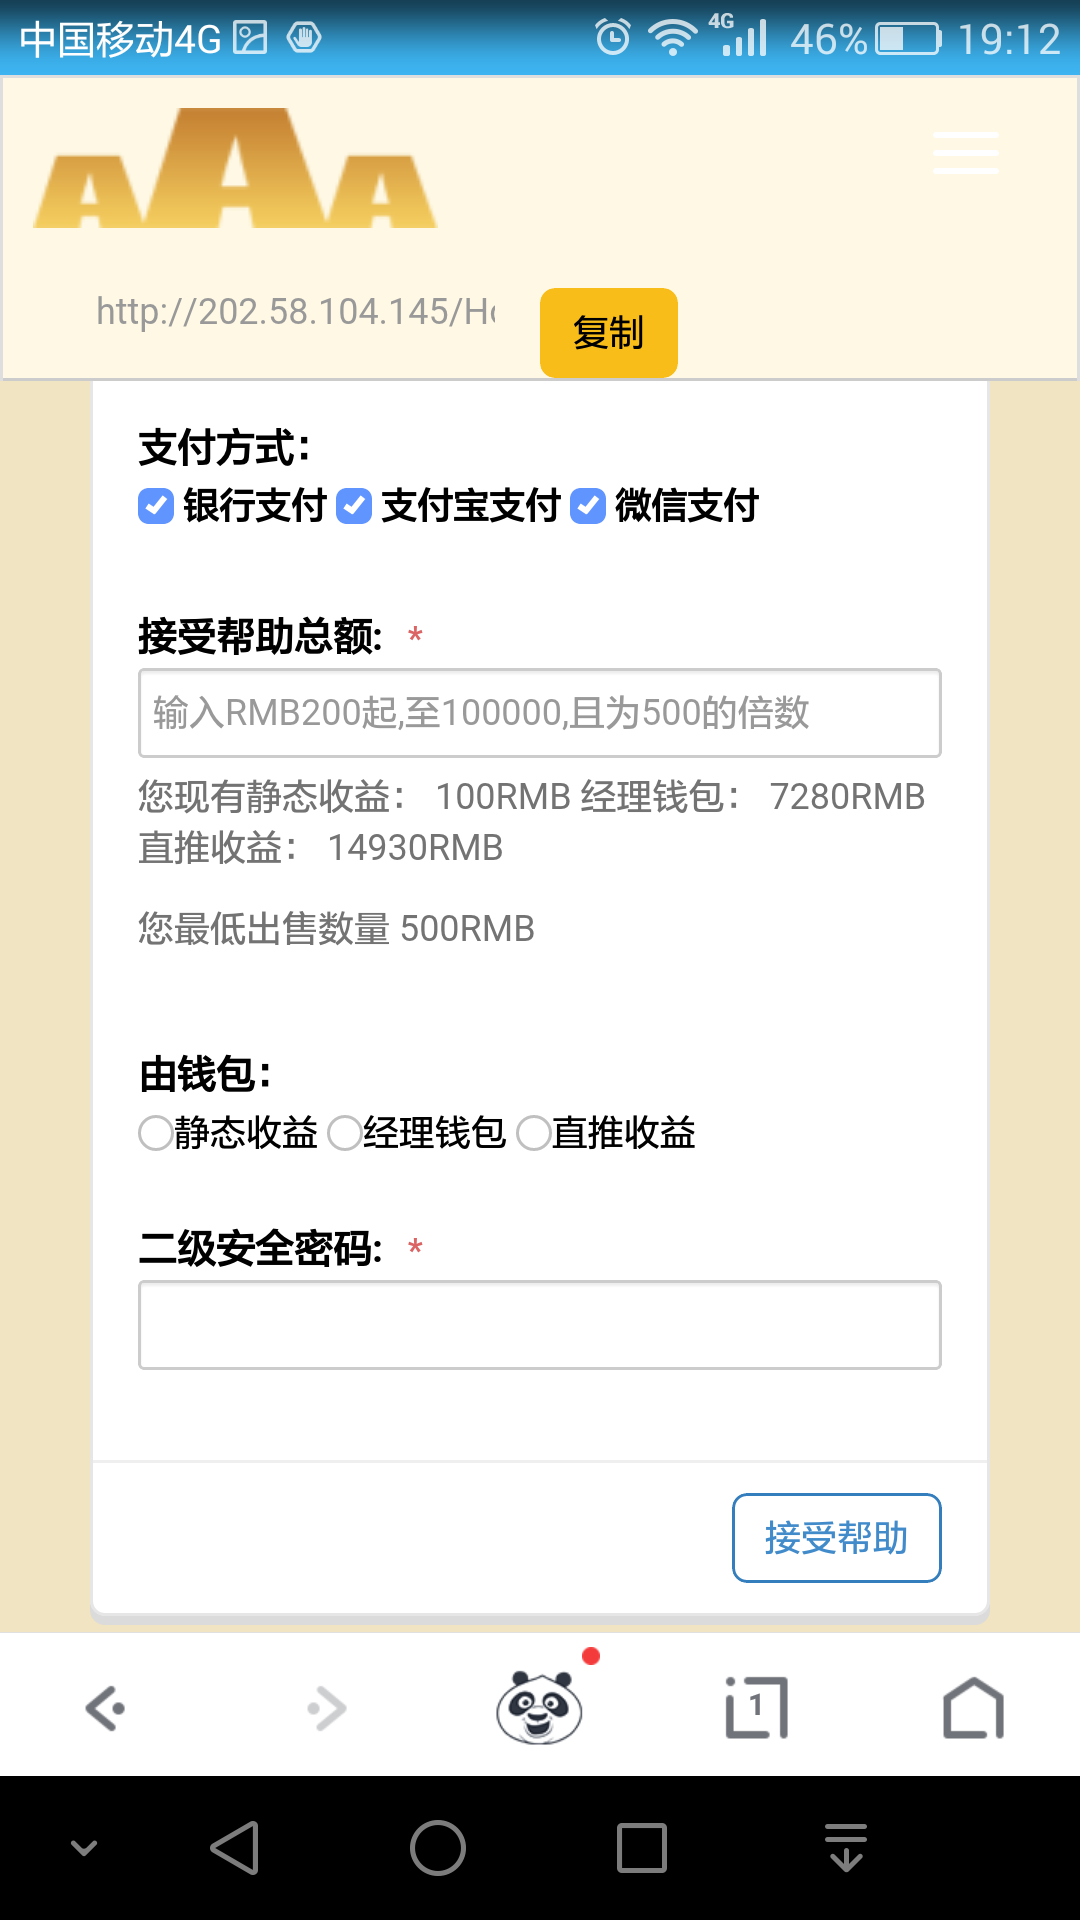 中国移动4G 4G 46% 19:12
AAA
http://202.58.104.145/Ho
复制
支付方式：
银行支付 支付宝支付 微信支付
接受帮助总额: *
输入RMB200起,至100000,且为500的倍数
您现有静态收益： 100RMB 经理钱包： 7280RMB
直推收益： 14930RMB
您最低出售数量 500RMB
由钱包：
静态收益 经理钱包 直推收益
二级安全密码: *
接受帮助
1